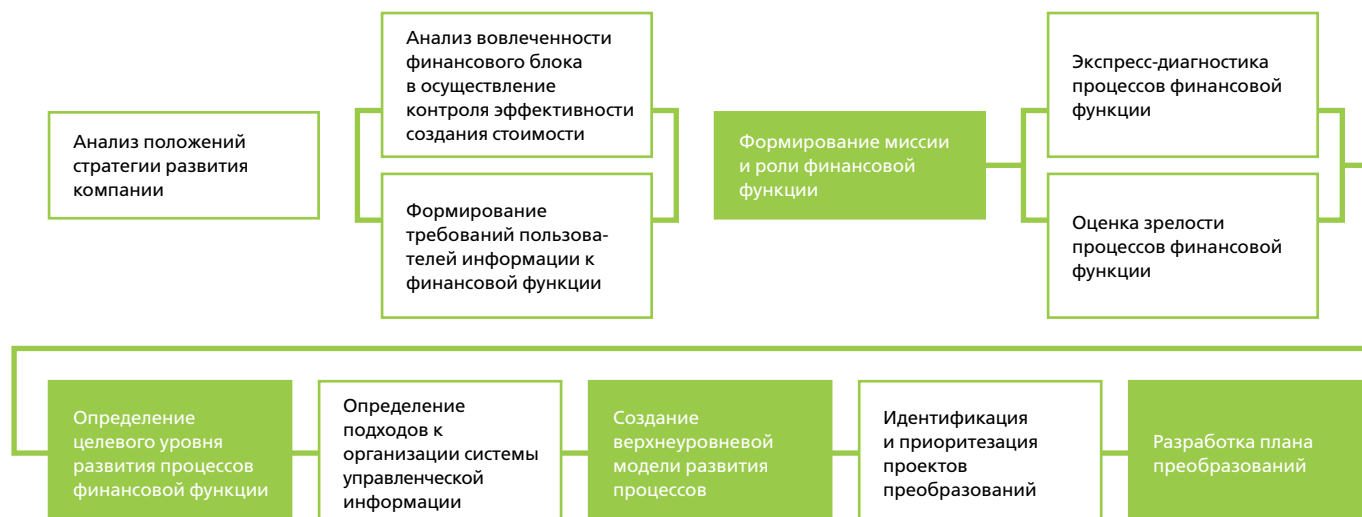 Анализ положений
стратегии развития
компании
Анализ вовлеченности
финансового блока
в осуществление
контроля эффективности
создания стоимости
Формирование
требований пользова-
телей информации к
финансовой функции
Формирование миссии
и роли финансовой
функции
Экспресс-диагностика
процессов финансовой
функции
Оценка зрелости
процессов финансовой
функции
Определение
целевого уровня
развития процессов
финансовой функции
Определение
подходов к
организации системы
управленческой
информации
Создание
верхнеуровневой
модели развития
процессов
Идентификация
и приоритезация
проектов
преобразований
Разработка плана
преобразований